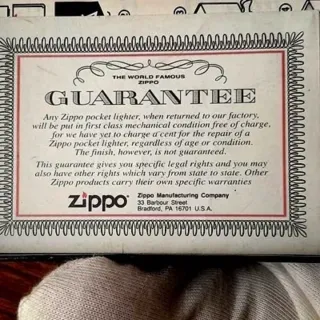 THE WORLD FAMOUS
ZIPPO
GUARANTEE
Any Zippo pocket lighter, when returned to our factory,
will be put in first class mechanical condition free of charge,
for we have yet to charge a cent for the repair of a
Zippo pocket lighter, regardless of age or condition.
The finish, however, is not guaranteed.
This guarantee gives you specific legal rights and you may
also have other rights which vary from state to state. Other
Zippo products carry their own specific warranties
Zippo Zippo Manufacturing Company
33 Barbour Street
Bradford, PA 16701 U.S.A.